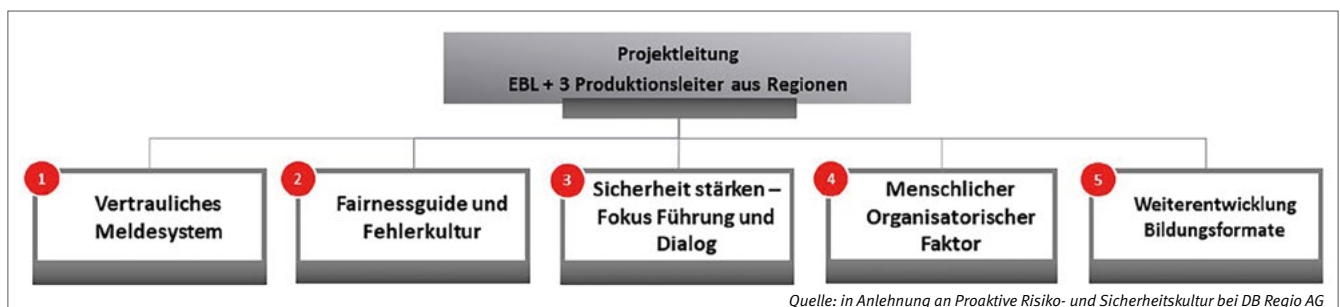 Projektleitung
EBL + 3 Produktionsleiter aus Regionen
1
Vertrauliches
Meldesystem
2
Fairnessguide und
Fehlerkultur
3
Sicherheit stärken –
Fokus Führung und
Dialog
4
Menschlicher
Organisatorischer
Faktor
5
Weiterentwicklung
Bildungsformate
Quelle: in Anlehnung an Proaktive Risiko- und Sicherheitskultur bei DB Regio AG